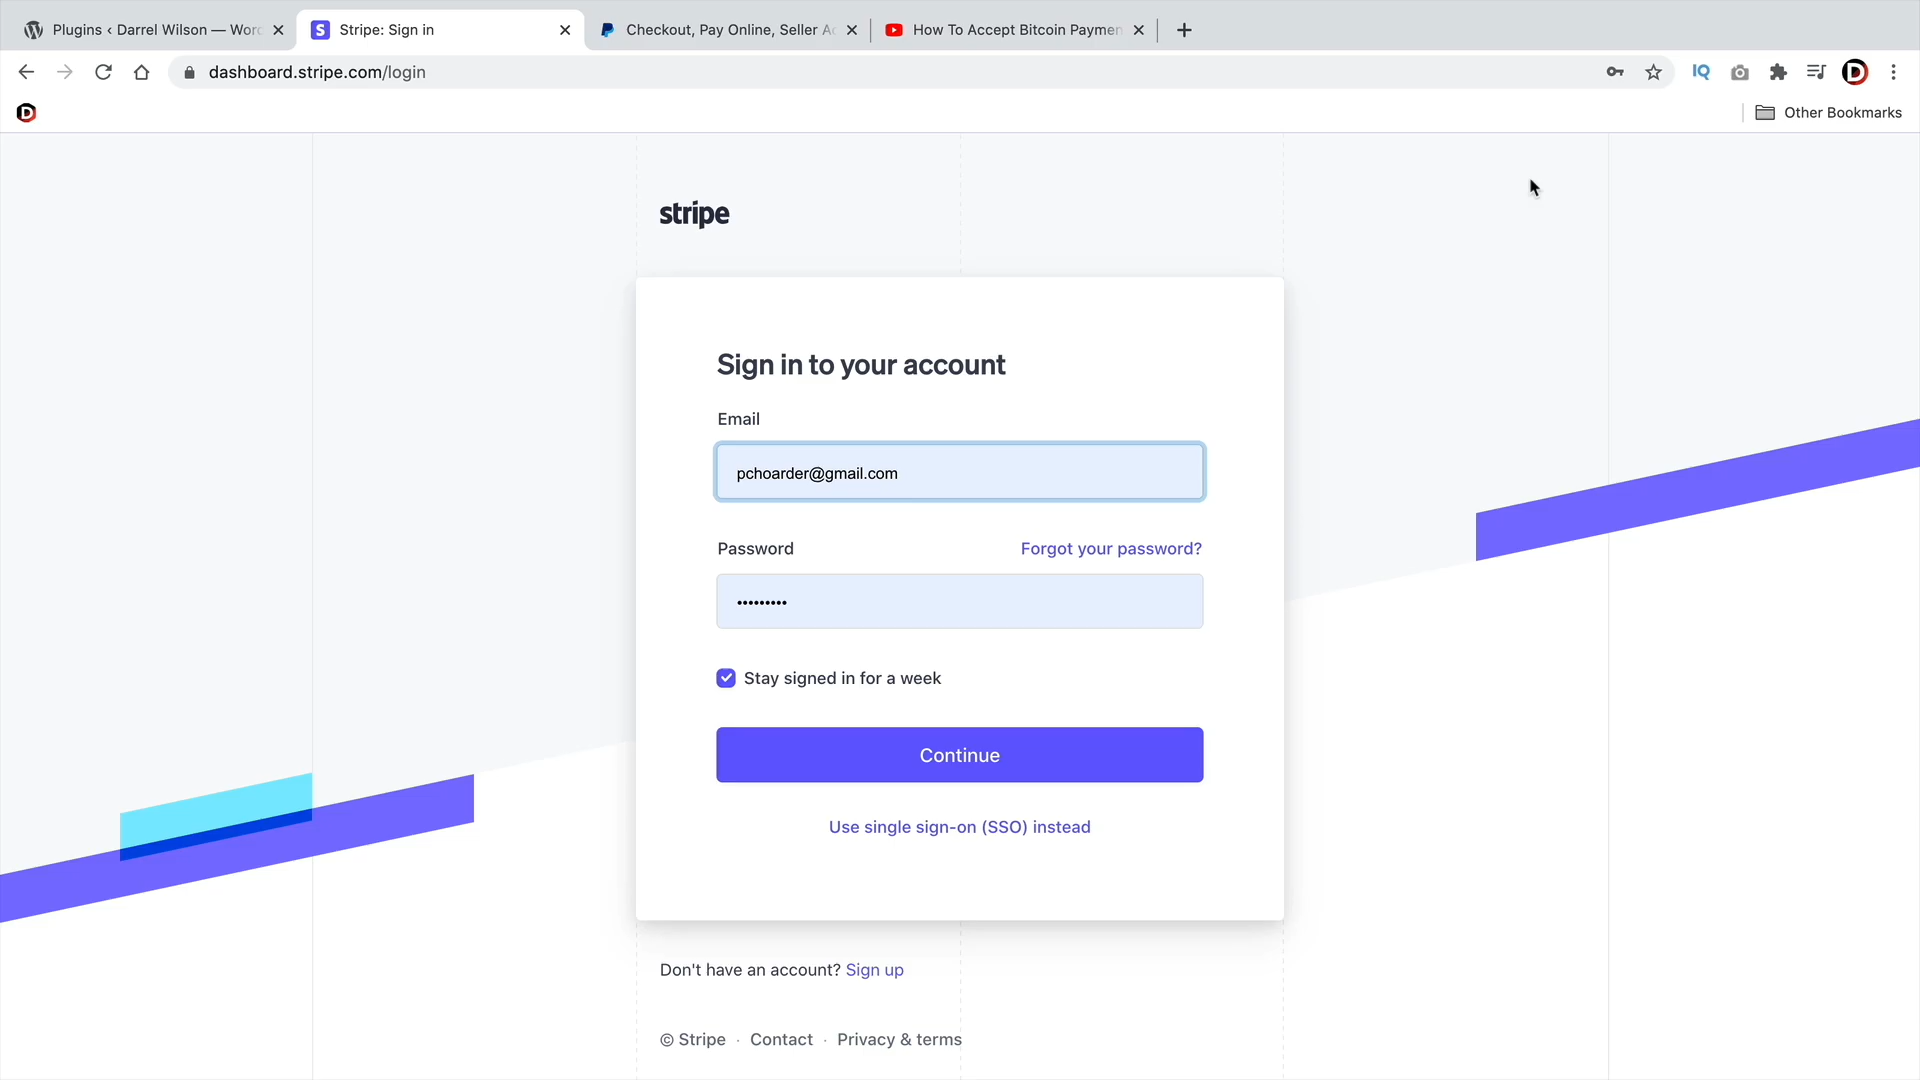 Plugins ‹ Darrel Wilson — Wor
Stripe: Sign in
Checkout, Pay Online, Seller A
How To Accept Bitcoin Paymen
dashboard.stripe.com/login
IQ
D
D
Other Bookmarks
stripe
Sign in to your account
Email
pchoarder@gmail.com
Password
Forgot your password?
•••••••••
Stay signed in for a week
Continue
Use single sign-on (SSO) instead
Don't have an account? Sign up
© Stripe · Contact · Privacy & terms